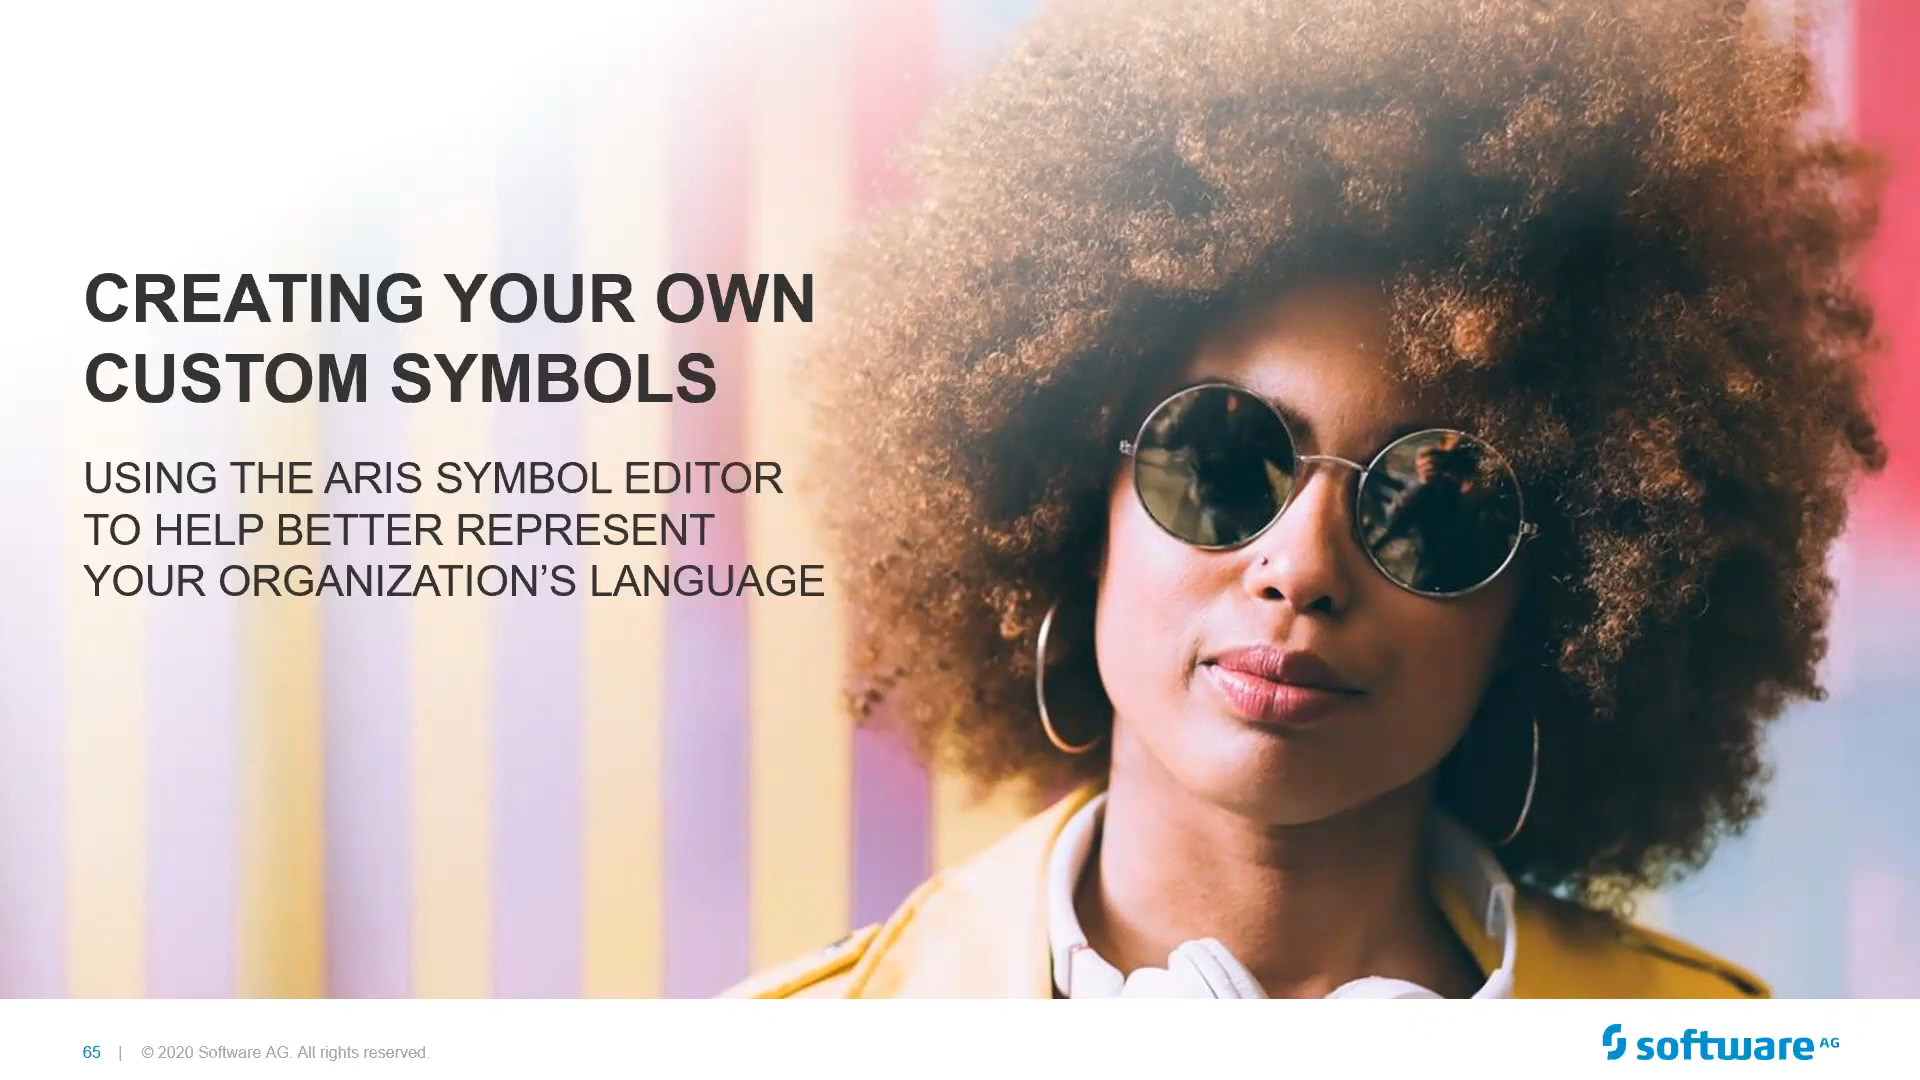 CREATING YOUR OWN
CUSTOM SYMBOLS
USING THE ARIS SYMBOL EDITOR
TO HELP BETTER REPRESENT
YOUR ORGANIZATION’S LANGUAGE
65 | © 2020 Software AG. All rights reserved.
software AG